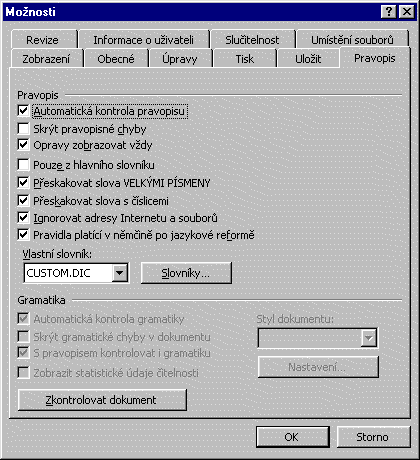 Možnosti
Revize Informace o uživateli Slučitelnost Umístění souborů
Zobrazení Obecné Úpravy Tisk Uložit Pravopis
Pravopis
Automatická kontrola pravopisu
Skrýt pravopisné chyby
Opravy zobrazovat vždy
Pouze z hlavního slovníku
Přeskakovat slova VELKÝMI PÍSMENY
Přeskakovat slova s číslicemi
Ignorovat adresy Internetu a souborů
Pravidla platící v němčině po jazykové reformě
Vlastní slovník:
CUSTOM.DIC Slovníky...
Gramatika
Automatická kontrola gramatiky Styl dokumentu:
Skrýt gramatické chyby v dokumentu
S pravopisem kontrolovat i gramatiku
Zobrazit statistické údaje čitelnosti Nastavení...
Zkontrolovat dokument
OK Storno